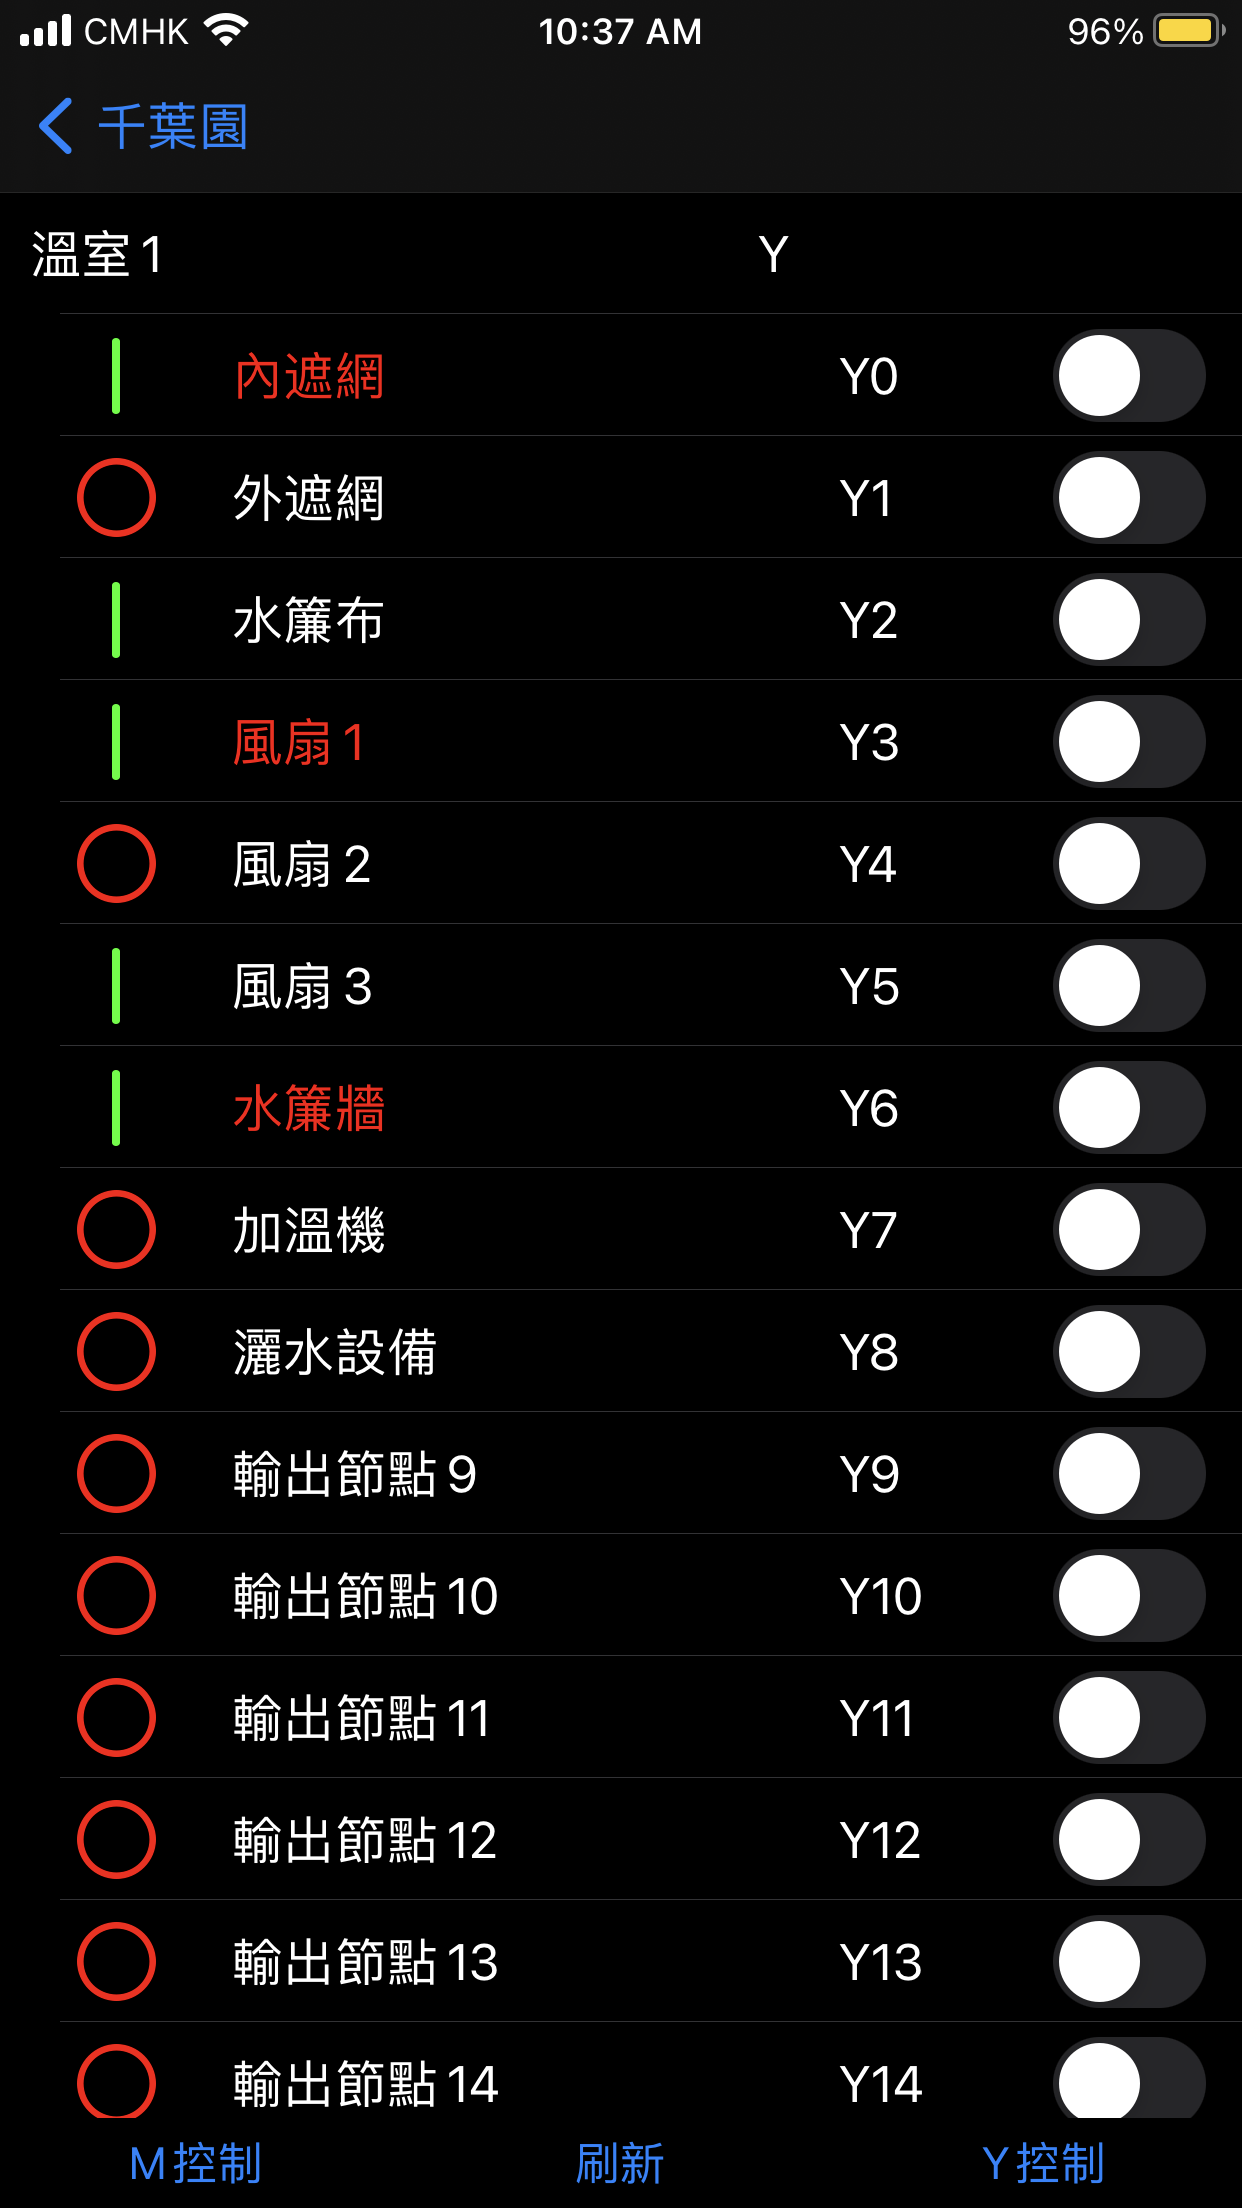 CMHK 10:37 AM 96%
千葉園
溫室 1 Y
內遮網 Y0
外遮網 Y1
水簾布 Y2
風扇 1 Y3
風扇 2 Y4
風扇 3 Y5
水簾牆 Y6
加溫機 Y7
灑水設備 Y8
輸出節點 9 Y9
輸出節點 10 Y10
輸出節點 11 Y11
輸出節點 12 Y12
輸出節點 13 Y13
輸出節點 14 Y14
M 控制 刷新 Y 控制